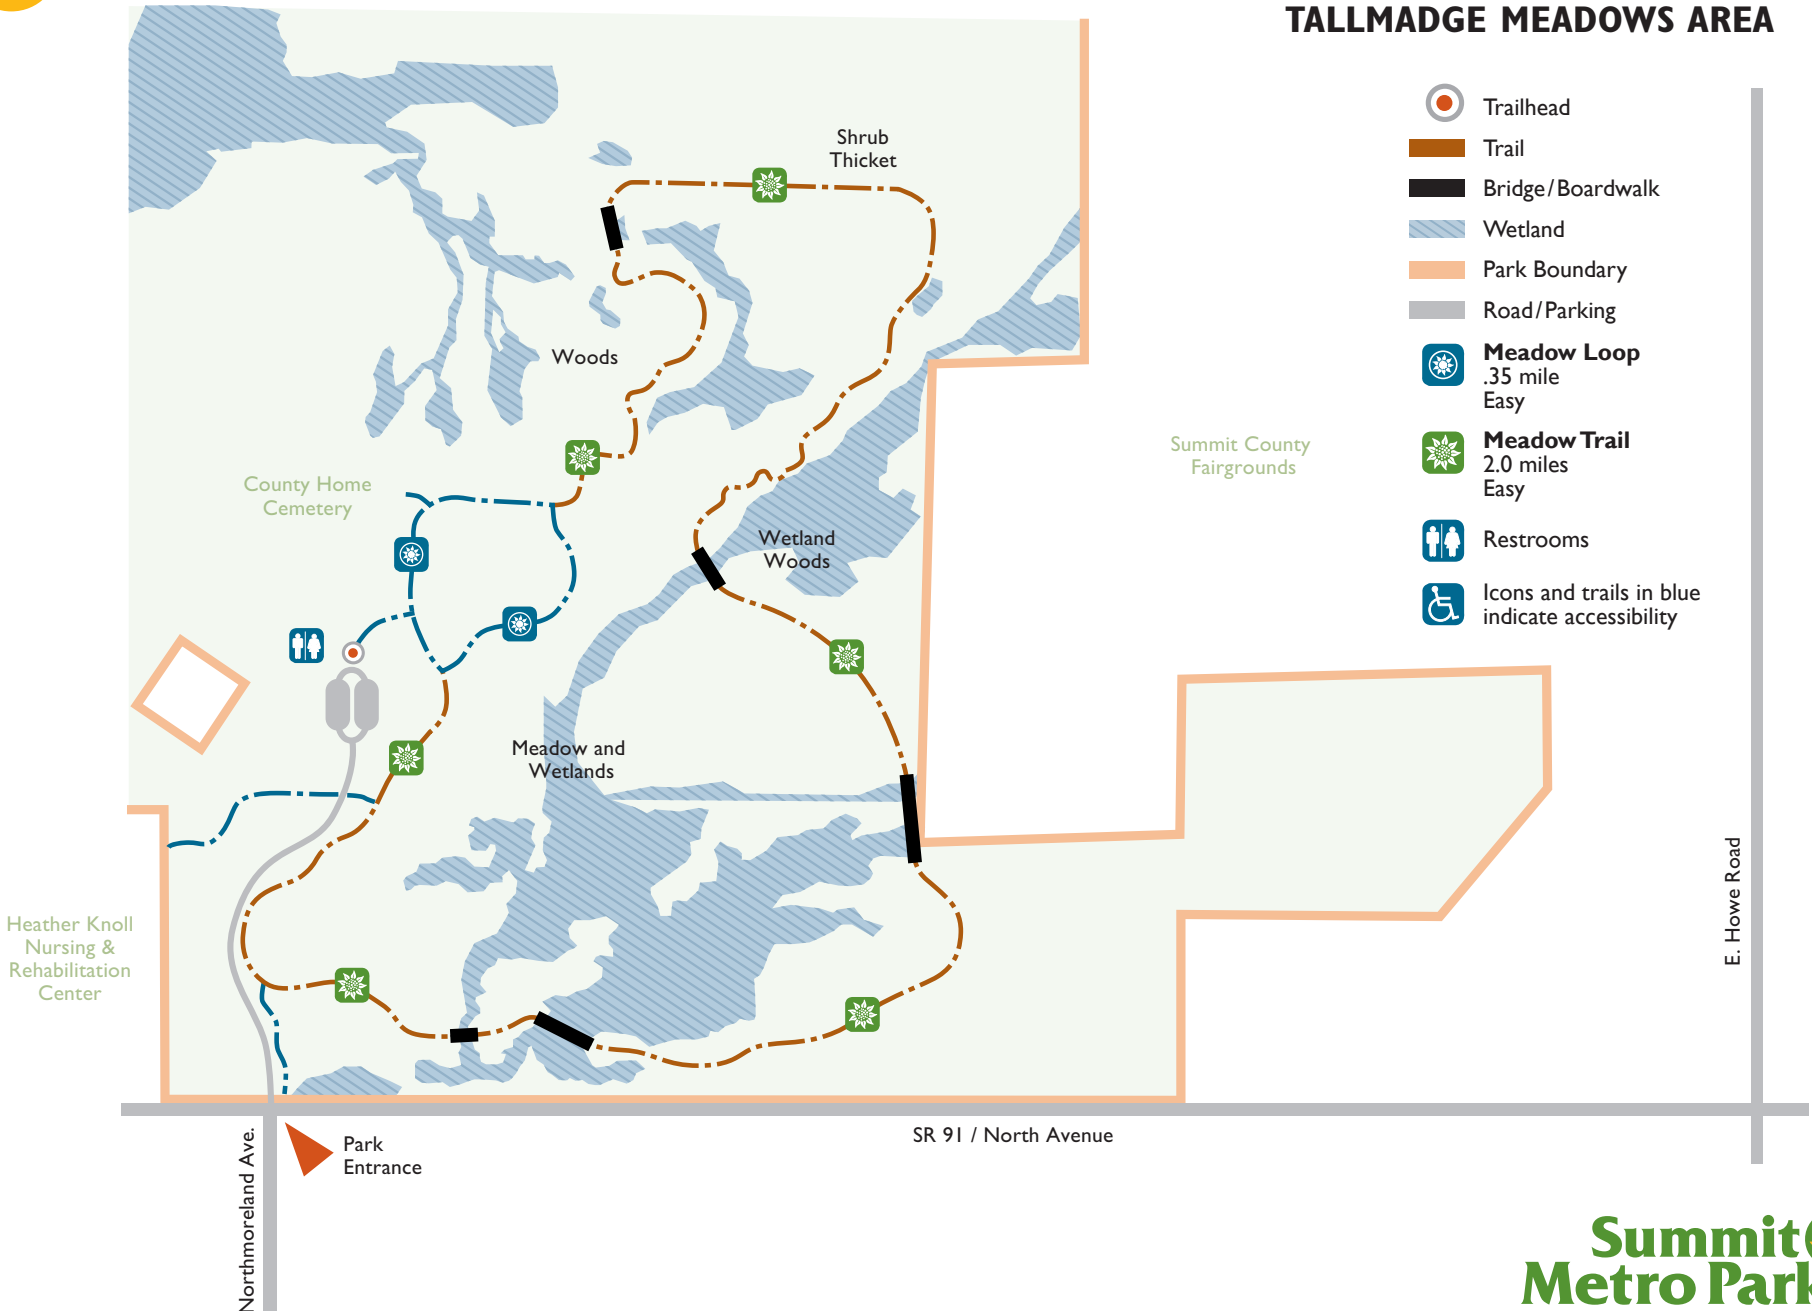 TALLMADGE MEADOWS AREA
Trailhead
Trail
Bridge/Boardwalk
Wetland
Park Boundary
Road/Parking
Meadow Loop
.35 mile
Easy
Meadow Trail
2.0 miles
Easy
Restrooms
Icons and trails in blue
indicate accessibility
Shrub
Thicket
Woods
County Home
Cemetery
Summit County
Fairgrounds
Wetland
Woods
Meadow and
Wetlands
Heather Knoll
Nursing &
Rehabilitation
Center
E. Howe Road
SR 91 / North Avenue
Park
Entrance
Northmoreland Ave.
Summit
Metro Park